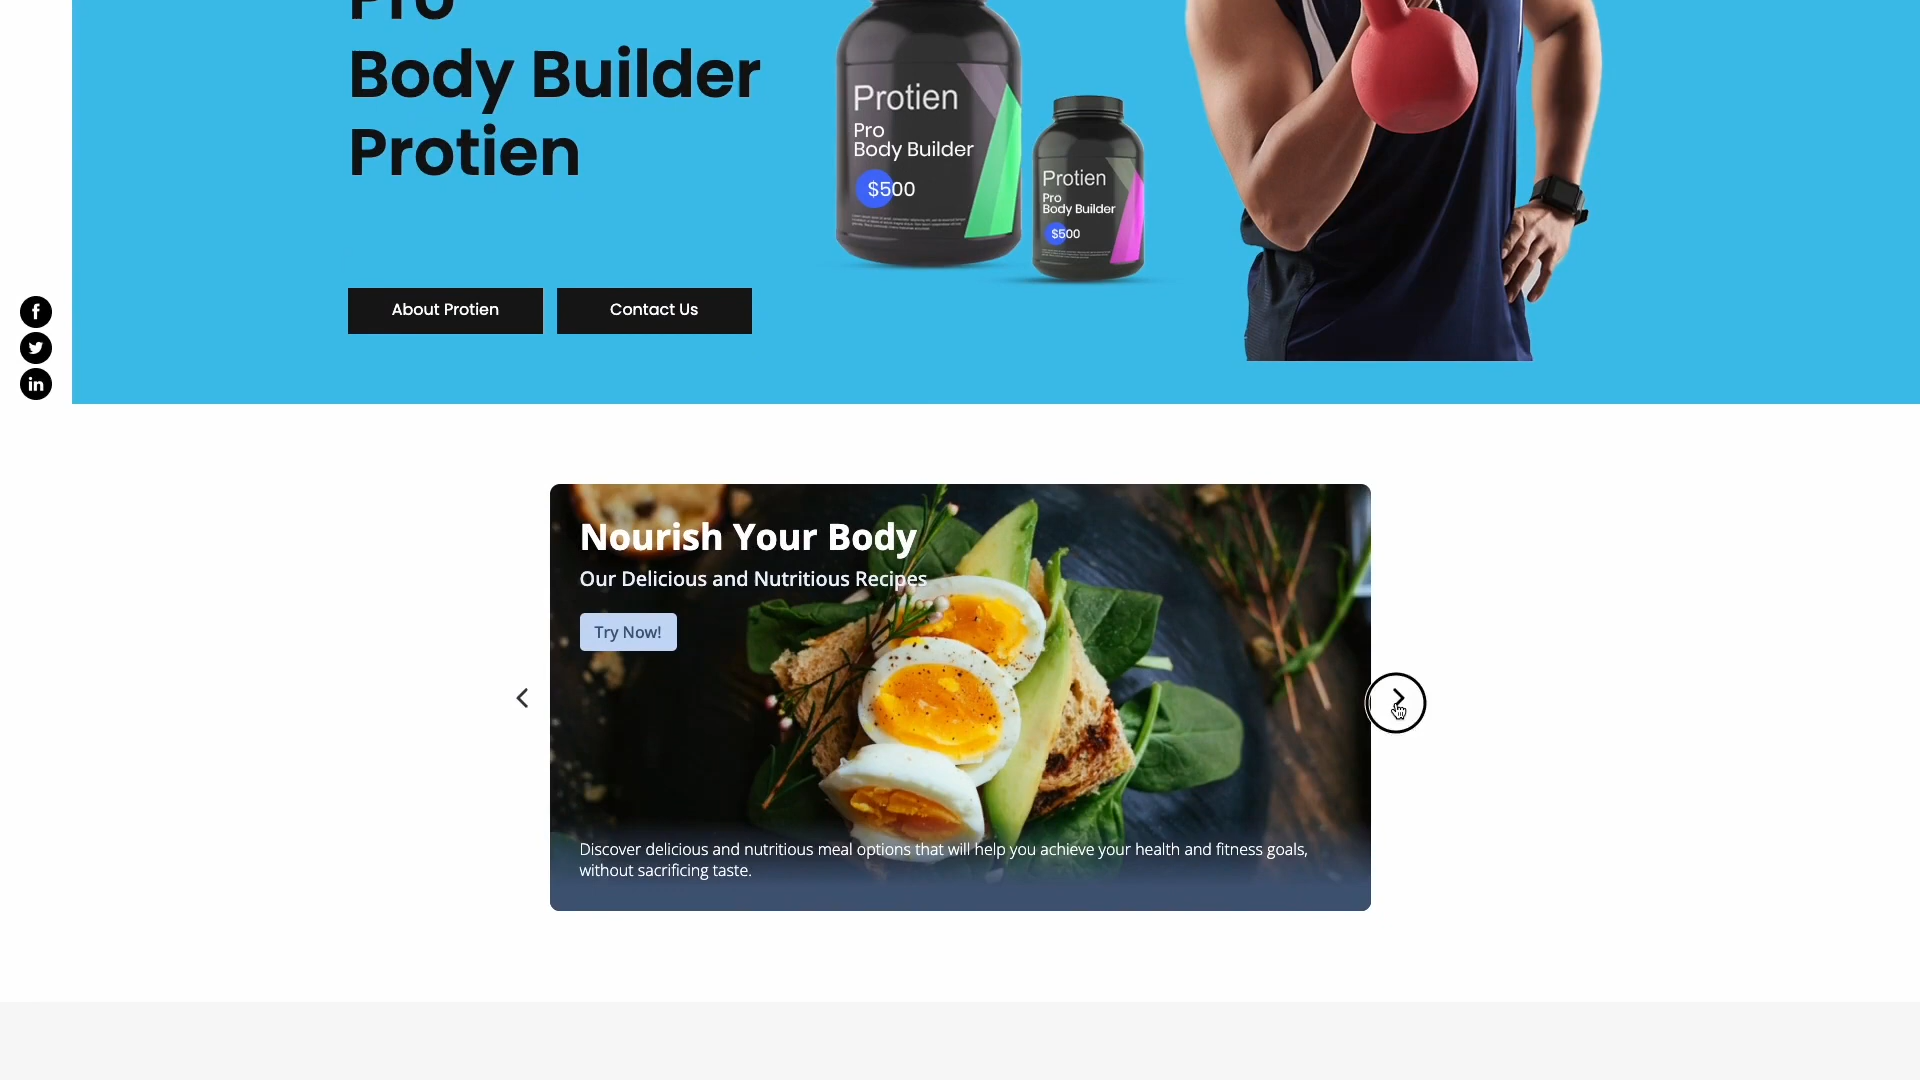 Pro
Body Builder
Protien
About Protien
Contact Us
Protien
Pro
Body Builder
$500
Protien
Pro
Body Builder
$500
Nourish Your Body
Our Delicious and Nutritious Recipes
Try Now!
Discover delicious and nutritious meal options that will help you achieve your health and fitness goals,
without sacrificing taste.